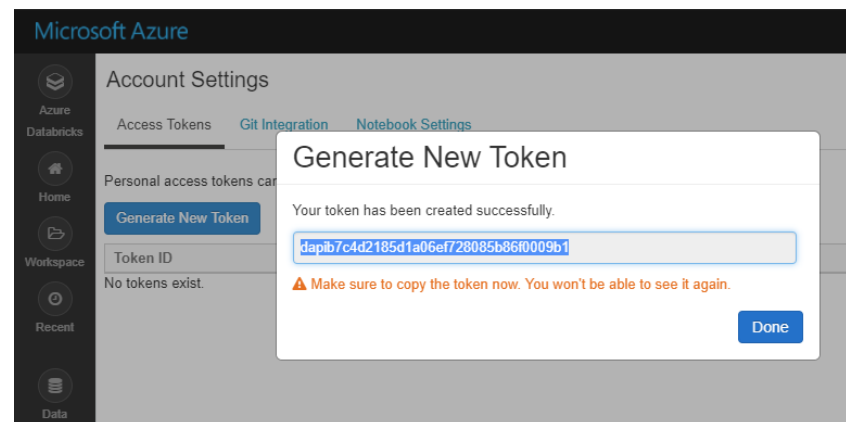 Microsoft Azure
Azure
Databricks
Home
Workspace
Recent
Data
Account Settings
Access Tokens
Git Integration
Notebook Settings
Personal access tokens can
Generate New Token
Token ID
No tokens exist.
Generate New Token
Your token has been created successfully.
dapib7c4d2185d1a06ef728085b86f0009b1
Make sure to copy the token now. You won't be able to see it again.
Done